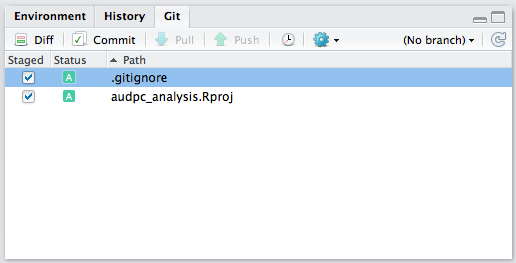 Environment History Git
Diff Commit Pull Push (No branch)
Staged Status Path
A .gitignore
A audpc_analysis.Rproj